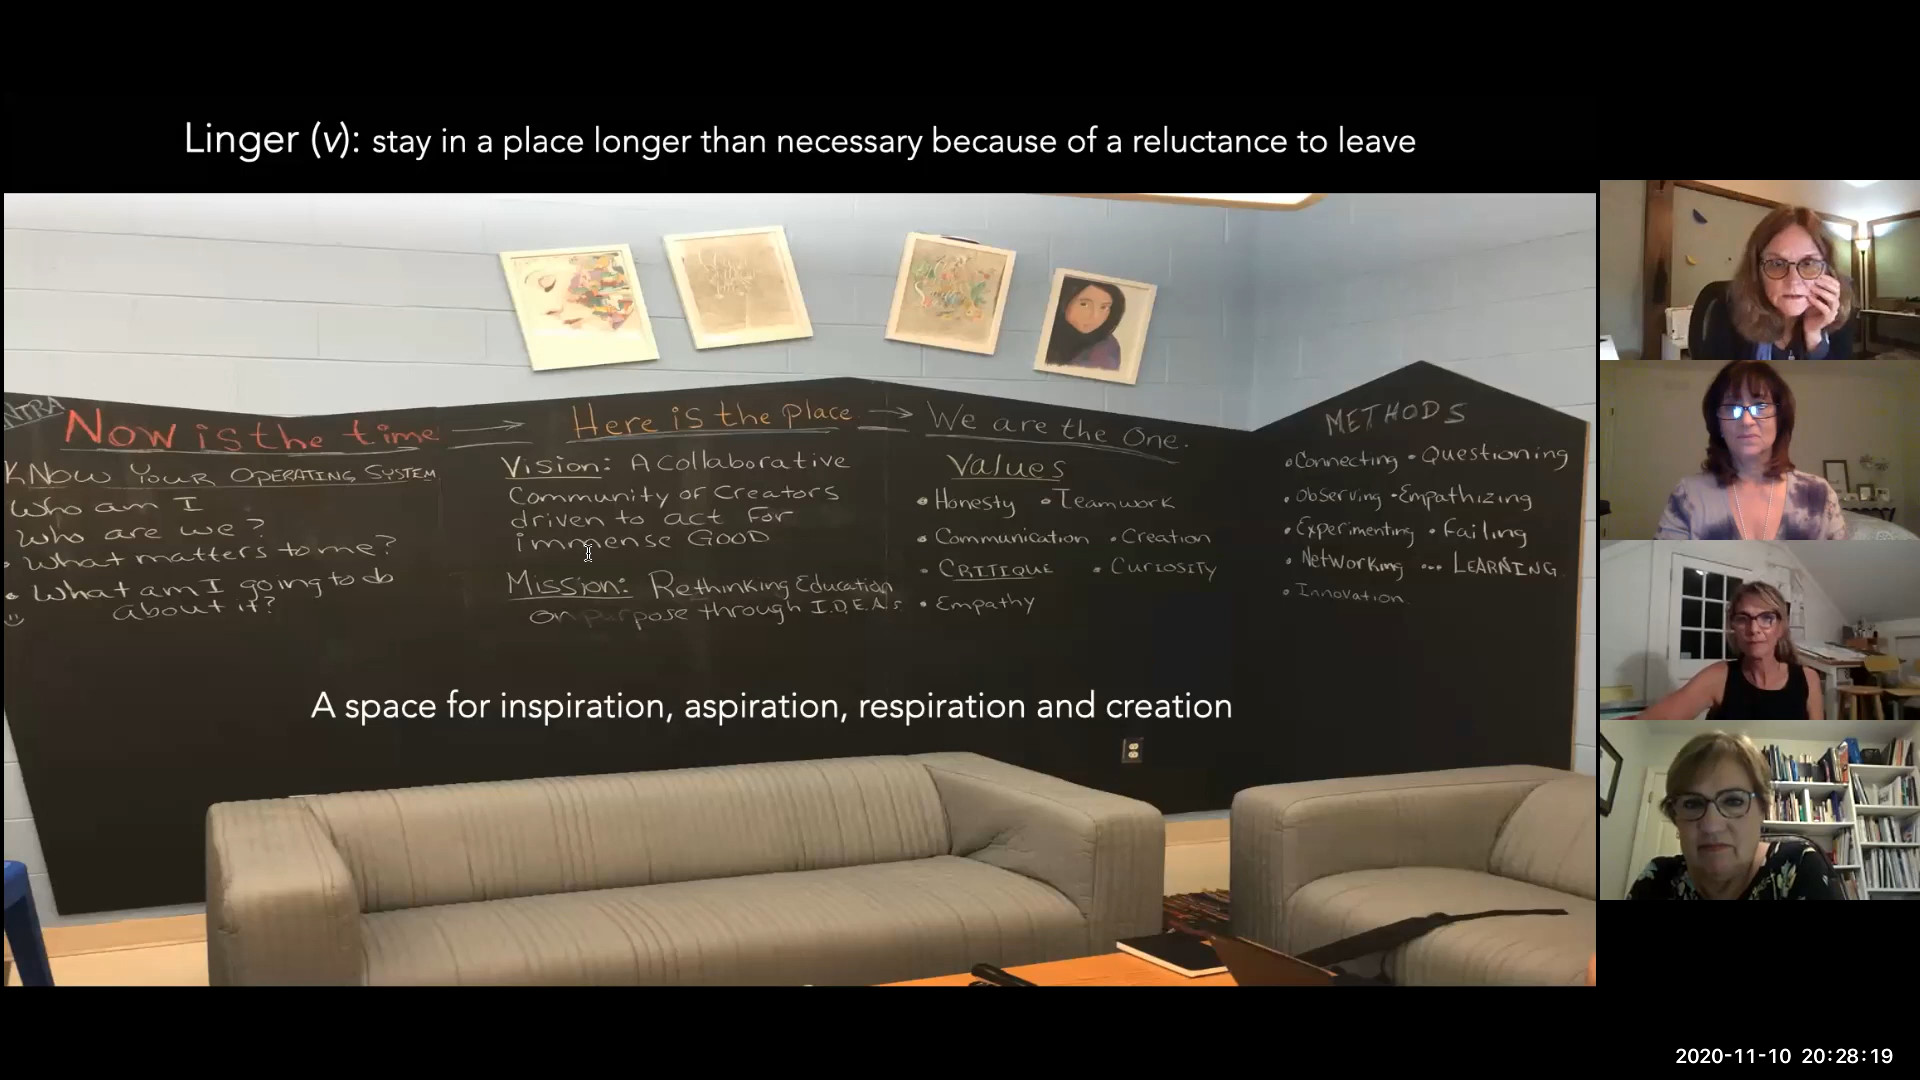 Linger (v): stay in a place longer than necessary because of a reluctance to leave
Now is the time
KNOW YOUR OPERATING SYSTEM
Who am I
Who are we?
• What matters to me?
• What am I going to do
about it?
Here is the place
Vision: A Collaborative
Community of Creators
driven to act for
immense GOOD
Mission: Rethinking Education
on purpose through I.D.E.A.s
We are the One.
Values
• Honesty • Teamwork
• Communication • Creation
• CRITIQUE • CURIOSITY
• Empathy
METHODS
• Connecting • Questioning
• Observing • Empathizing
• Experimenting • Failing
• Networking ... LEARNING
• Innovation
A space for inspiration, aspiration, respiration and creation
2020-11-10 20:28:19